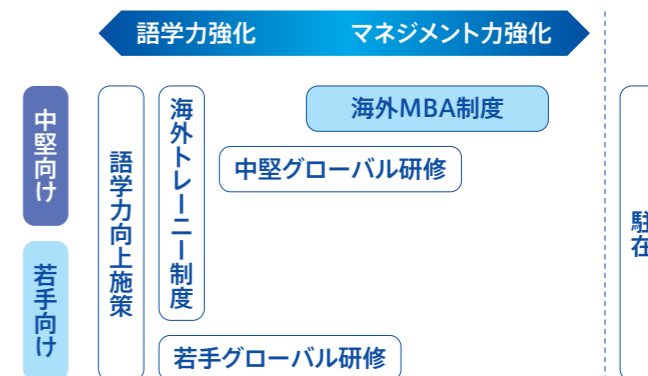 語学力強化
マネジメント力強化
中堅向け
若手向け
語学力向上施策
海外トレーニー制度
海外MBA制度
中堅グローバル研修
若手グローバル研修
駐在